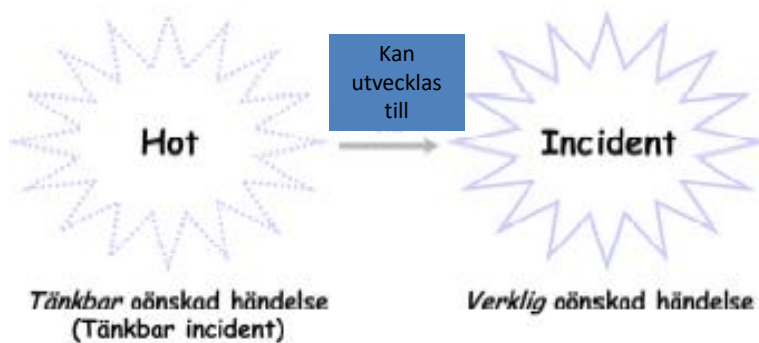 Kan
utvecklas
till
Hot
Incident
Tänkbar oönskad händelse
(Tänkbar incident)
Verklig oönskad händelse